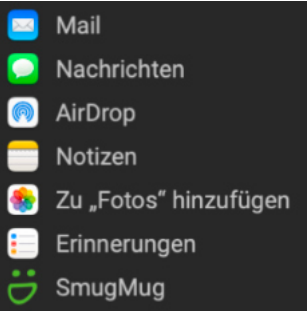 Mail
Nachrichten
AirDrop
Notizen
Zu „Fotos“ hinzufügen
Erinnerungen
SmugMug